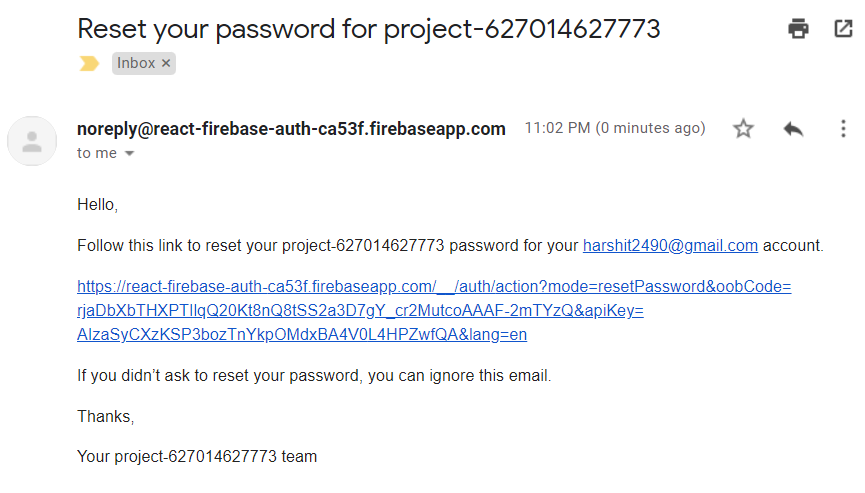 Reset your password for project-627014627773
Inbox ×
noreply@react-firebase-auth-ca53f.firebaseapp.com 11:02 PM (0 minutes ago)
to me
Hello,
Follow this link to reset your project-627014627773 password for your harshit2490@gmail.com account.
https://react-firebase-auth-ca53f.firebaseapp.com/__/auth/action?mode=resetPassword&oobCode=
rjaDbXbTHXPTIlqQ20Kt8nQ8tSS2a3D7gY_cr2MutcoAAAF-2mTYzQ&apiKey=
AIzaSyCXzKSP3bozTnYkpOMdxBA4V0L4HPZwfQA&lang=en
If you didn’t ask to reset your password, you can ignore this email.
Thanks,
Your project-627014627773 team